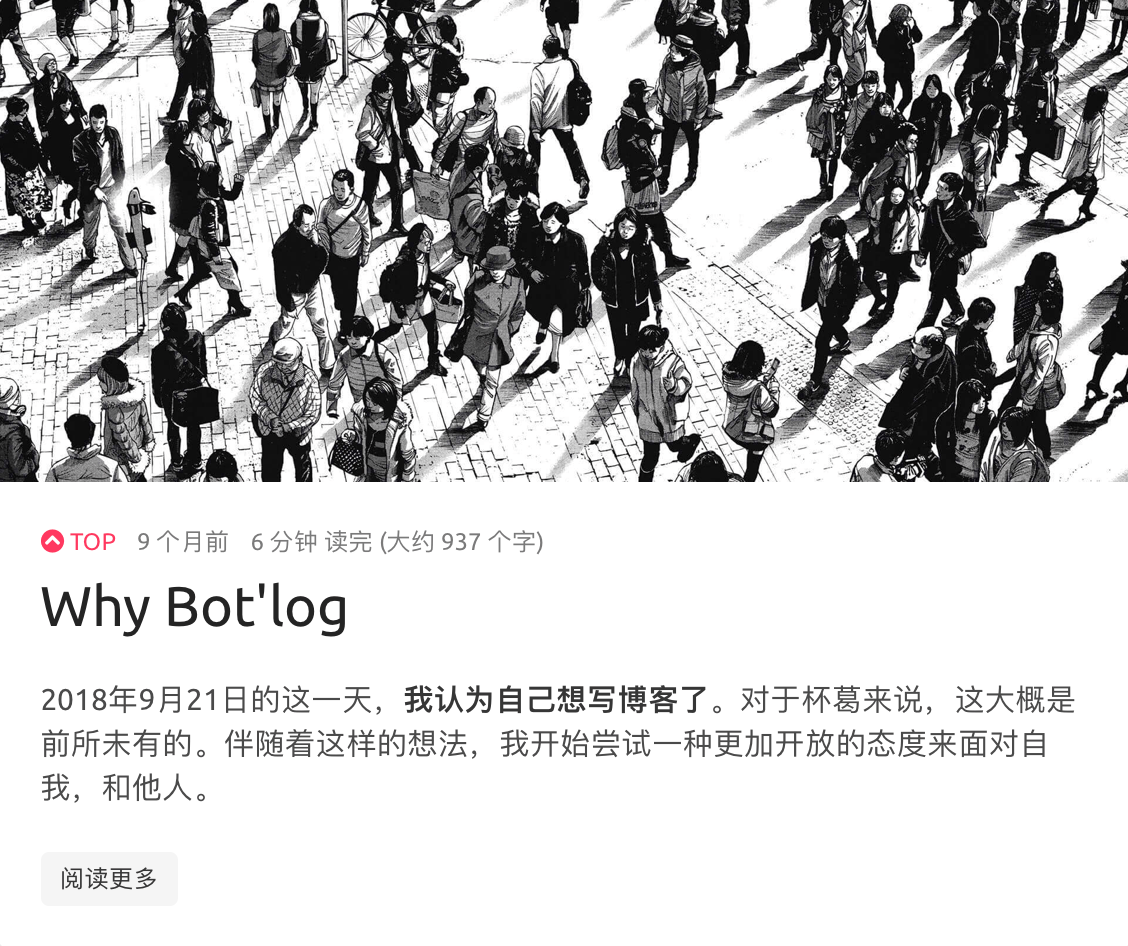 TOP 9 个月前 6 分钟 读完 (大约 937 个字)
Why Bot'log
2018年9月21日的这一天，我认为自己想写博客了。对于杯葛来说，这大概是
前所未有的。伴随着这样的想法，我开始尝试一种更加开放的态度来面对自
我，和他人。
阅读更多